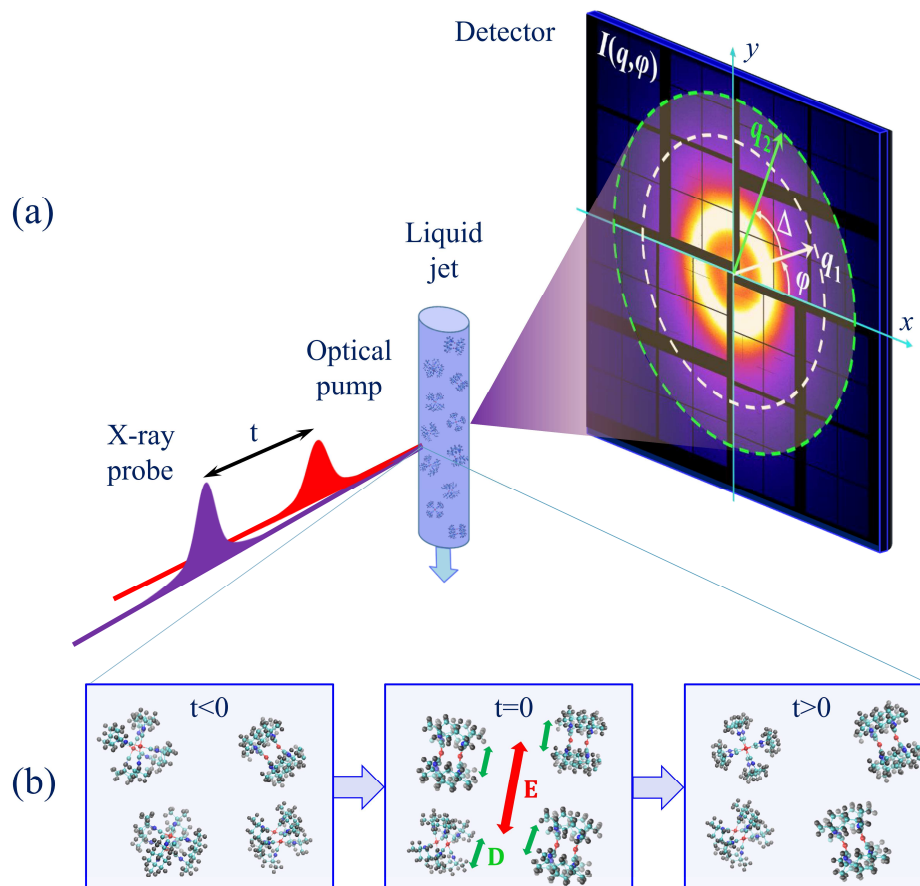 Detector
I(q,φ)
y
q₂
(a)
Δ
q₁
φ
Liquid
jet
x
Optical
pump
t
X-ray
probe
t<0
t=0
t>0
(b)
E
D